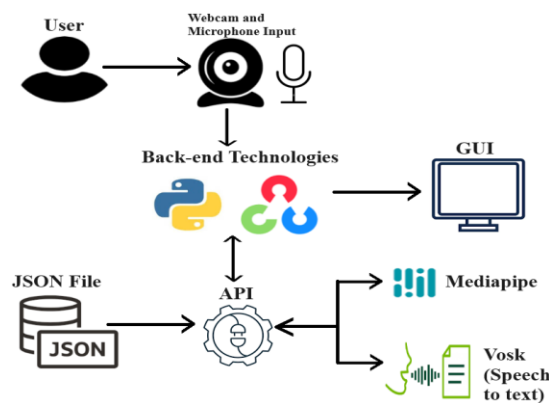 User
Webcam and
Microphone Input
Back-end Technologies
GUI
JSON File
JSON
API
Mediapipe
Vosk
(Speech
to text)